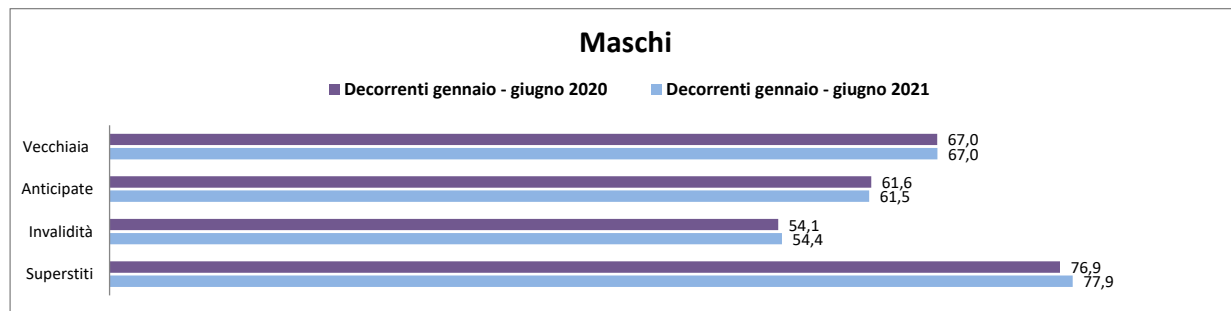 Maschi
Decorrenti gennaio - giugno 2020 Decorrenti gennaio - giugno 2021
Vecchiaia 67,0
67,0
Anticipate 61,6
61,5
Invalidità 54,1
54,4
Superstiti 76,9
77,9